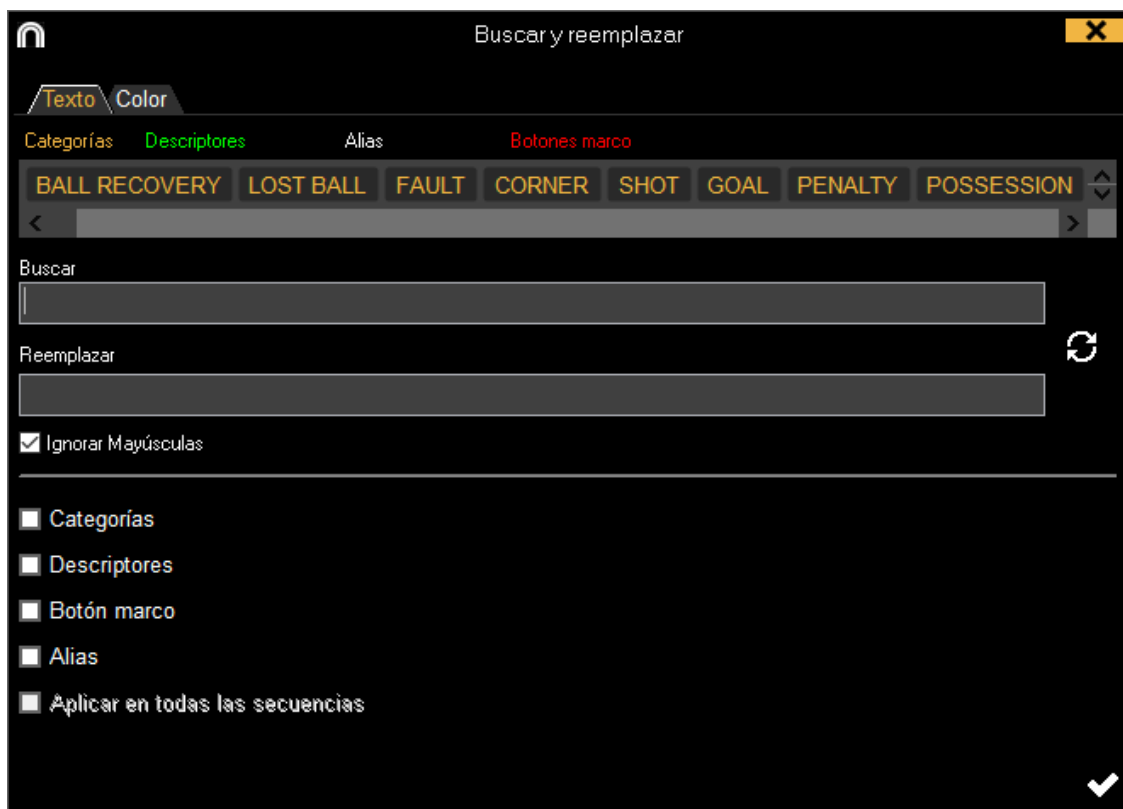 Buscar y reemplazar
Texto Color
Categorías Descriptores Alias Botones marco
BALL RECOVERY LOST BALL FAULT CORNER SHOT GOAL PENALTY POSSESSION
Buscar
Reemplazar
Ignorar Mayúsculas
Categorías
Descriptores
Botón marco
Alias
Aplicar en todas las secuencias